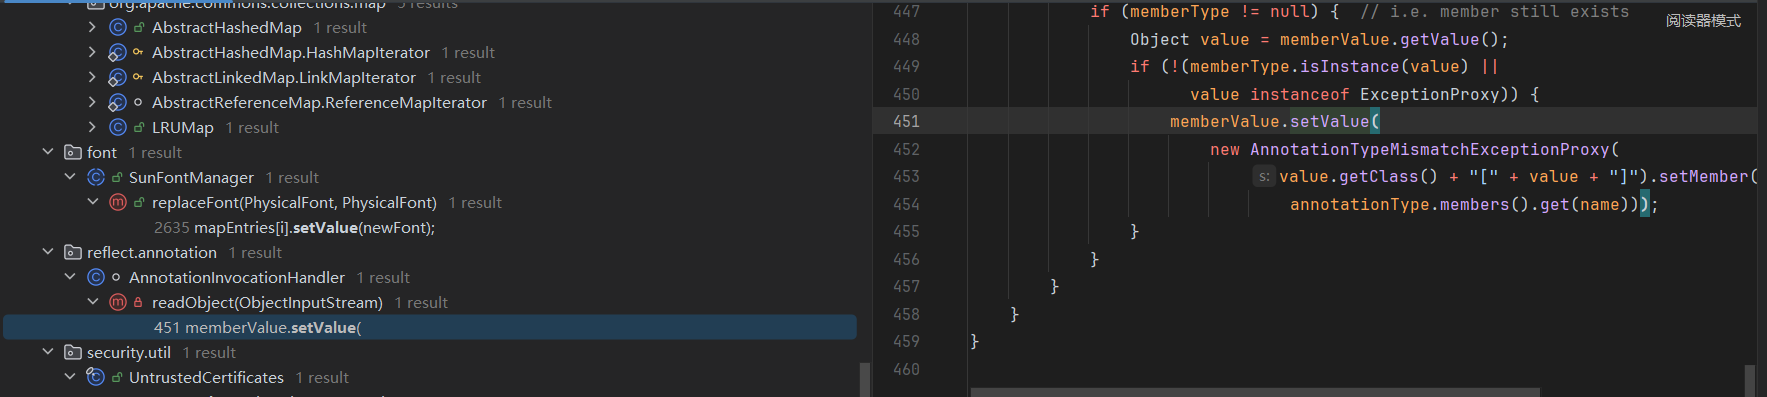 org.apache.commons.collections.map 5 results
AbstractHashedMap 1 result
AbstractHashedMap.HashMapIterator 1 result
AbstractLinkedMap.LinkMapIterator 1 result
AbstractReferenceMap.ReferenceMapIterator 1 result
LRUMap 1 result
font 1 result
SunFontManager 1 result
replaceFont(PhysicalFont, PhysicalFont) 1 result
2635 mapEntries[i].setValue(newFont);
reflect.annotation 1 result
AnnotationInvocationHandler 1 result
readObject(ObjectInputStream) 1 result
451 memberValue.setValue(
security.util 1 result
UntrustedCertificates 1 result
447 if (memberType != null) { // i.e. member still exists
阅读器模式
448 Object value = memberValue.getValue();
449 if (!(memberType.isInstance(value) ||
450 value instanceof ExceptionProxy)) {
451 memberValue.setValue(
452 new AnnotationTypeMismatchExceptionProxy(
453 s: value.getClass() + "[" + value + "]").setMember(
454 annotationType.members().get(name)));
455 }
456 }
457 }
458 }
459 }
460